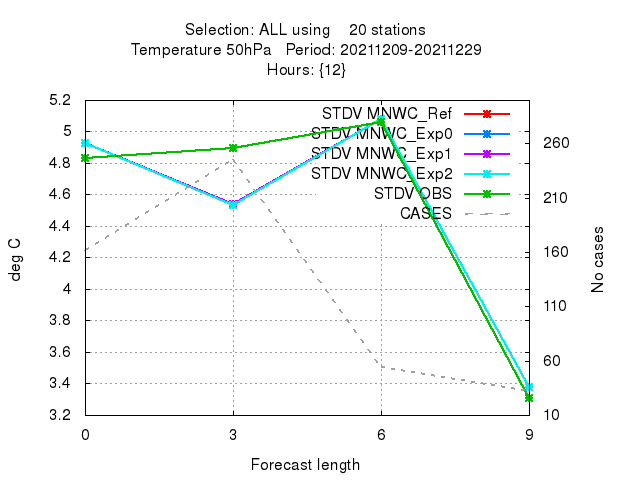 Selection: ALL using 20 stations
Temperature 50hPa Period: 20211209-20211229
Hours: {12}
STDV MNWC_Ref
STDV MNWC_Exp0
STDV MNWC_Exp1
STDV MNWC_Exp2
STDV OBS
CASES
5.2
5
4.8
4.6
4.4
4.2
4
3.8
3.6
3.4
3.2
260
210
160
110
60
10
deg C
No cases
0 3 6 9
Forecast length